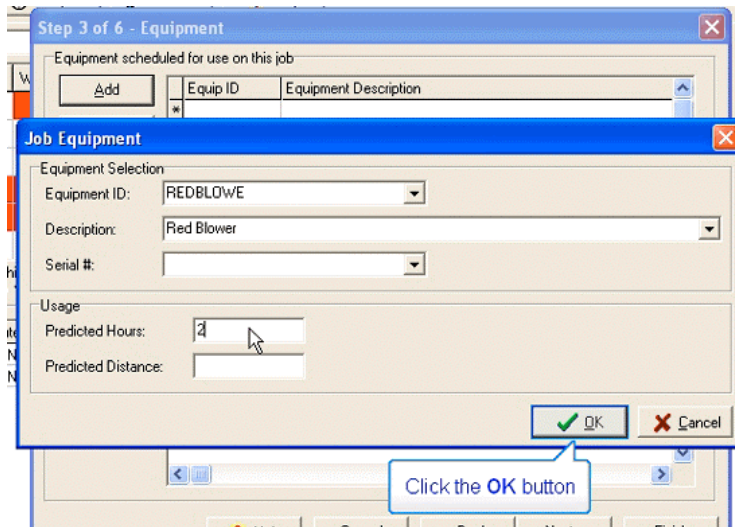 Step 3 of 6 - Equipment
Equipment scheduled for use on this job
Add
Equip ID
Equipment Description
*
Job Equipment
Equipment Selection
Equipment ID: REDBLOWE
Description: Red Blower
Serial #:
Usage
Predicted Hours: 2
Predicted Distance:
OK
Cancel
Click the OK button